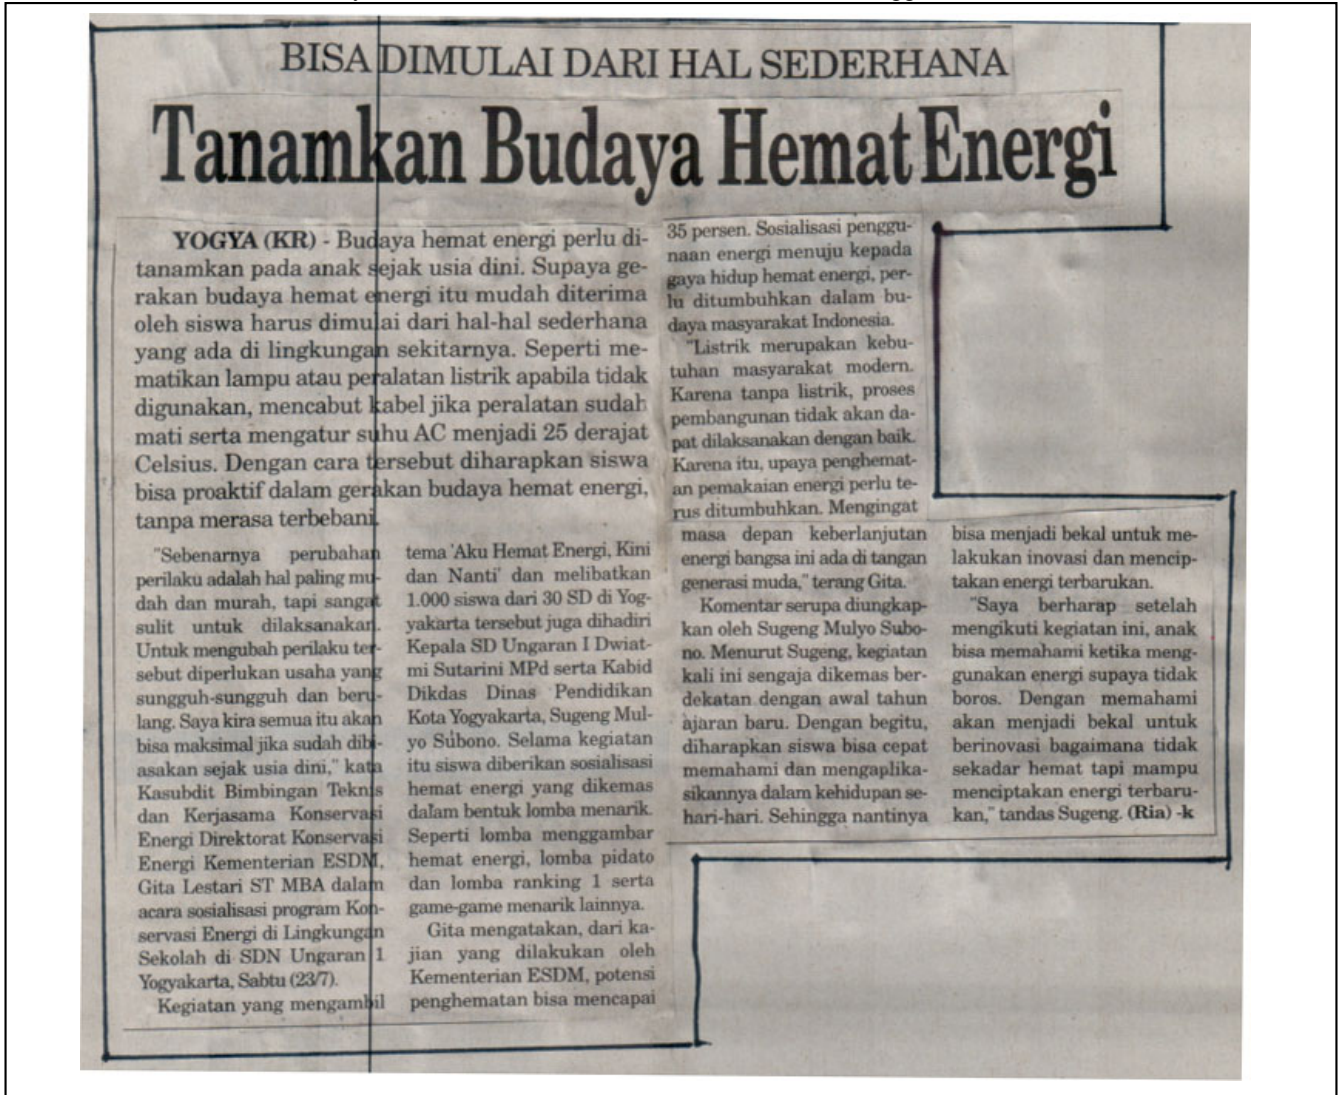 BISA DIMULAI DARI HAL SEDERHANA
Tanamkan Budaya Hemat Energi
YOGYA (KR) - Budaya hemat energi perlu di-
tanamkan pada anak sejak usia dini. Supaya ge-
rakan budaya hemat energi itu mudah diterima
oleh siswa harus dimulai dari hal-hal sederhana
yang ada di lingkungan sekitarnya. Seperti me-
matikan lampu atau peralatan listrik apabila tidak
digunakan, mencabut kabel jika peralatan sudah
mati serta mengatur suhu AC menjadi 25 derajat
Celsius. Dengan cara tersebut diharapkan siswa
bisa proaktif dalam gerakan budaya hemat energi,
tanpa merasa terbebani.
"Sebenarnya perubahan
perilaku adalah hal paling mu-
dah dan murah, tapi sangat
sulit untuk dilaksanakan.
Untuk mengubah perilaku ter-
sebut diperlukan usaha yang
sungguh-sungguh dan beru-
lang. Saya kira semua itu akan
bisa maksimal jika sudah dibi-
asakan sejak usia dini," kata
Kasubdit Bimbingan Teknis
dan Kerjasama Konservasi
Energi Direktorat Konservasi
Energi Kementerian ESDM,
Gita Lestari ST MBA dalam
acara sosialisasi program Kon-
servasi Energi di Lingkungan
Sekolah di SDN Ungaran 1
Yogyakarta, Sabtu (23/7).
Kegiatan yang mengambil
tema 'Aku Hemat Energi, Kini
dan Nanti' dan melibatkan
1.000 siswa dari 30 SD di Yog-
yakarta tersebut juga dihadiri
Kepala SD Ungaran I Dwiat-
mi Sutarini MPd serta Kabid
Dikdas Dinas Pendidikan
Kota Yogyakarta, Sugeng Mul-
yo Subono. Selama kegiatan
itu siswa diberikan sosialisasi
hemat energi yang dikemas
dalam bentuk lomba menarik.
Seperti lomba menggambar
hemat energi, lomba pidato
dan lomba ranking 1 serta
game-game menarik lainnya.
Gita mengatakan, dari ka-
jian yang dilakukan oleh
Kementerian ESDM, potensi
penghematan bisa mencapai
35 persen. Sosialisasi penggu-
naan energi menuju kepada
gaya hidup hemat energi, per-
lu ditumbuhkan dalam bu-
daya masyarakat Indonesia.
"Listrik merupakan kebu-
tuhan masyarakat modern.
Karena tanpa listrik, proses
pembangunan tidak akan da-
pat dilaksanakan dengan baik.
Karena itu, upaya penghemat-
an pemakaian energi perlu te-
rus ditumbuhkan. Mengingat
masa depan keberlanjutan
energi bangsa ini ada di tangan
generasi muda," terang Gita.
Komentar serupa diungkap-
kan oleh Sugeng Mulyo Subo-
no. Menurut Sugeng, kegiatan
kali ini sengaja dikemas ber-
dekatan dengan awal tahun
ajaran baru. Dengan begitu,
diharapkan siswa bisa cepat
memahami dan mengaplika-
sikannya dalam kehidupan se-
hari-hari. Sehingga nantinya
bisa menjadi bekal untuk me-
lakukan inovasi dan mencip-
takan energi terbarukan.
"Saya berharap setelah
mengikuti kegiatan ini, anak
bisa memahami ketika meng-
gunakan energi supaya tidak
boros. Dengan memahami
akan menjadi bekal untuk
berinovasi bagaimana tidak
sekadar hemat tapi mampu
menciptakan energi terbaru-
kan," tandas Sugeng. (Ria) -k